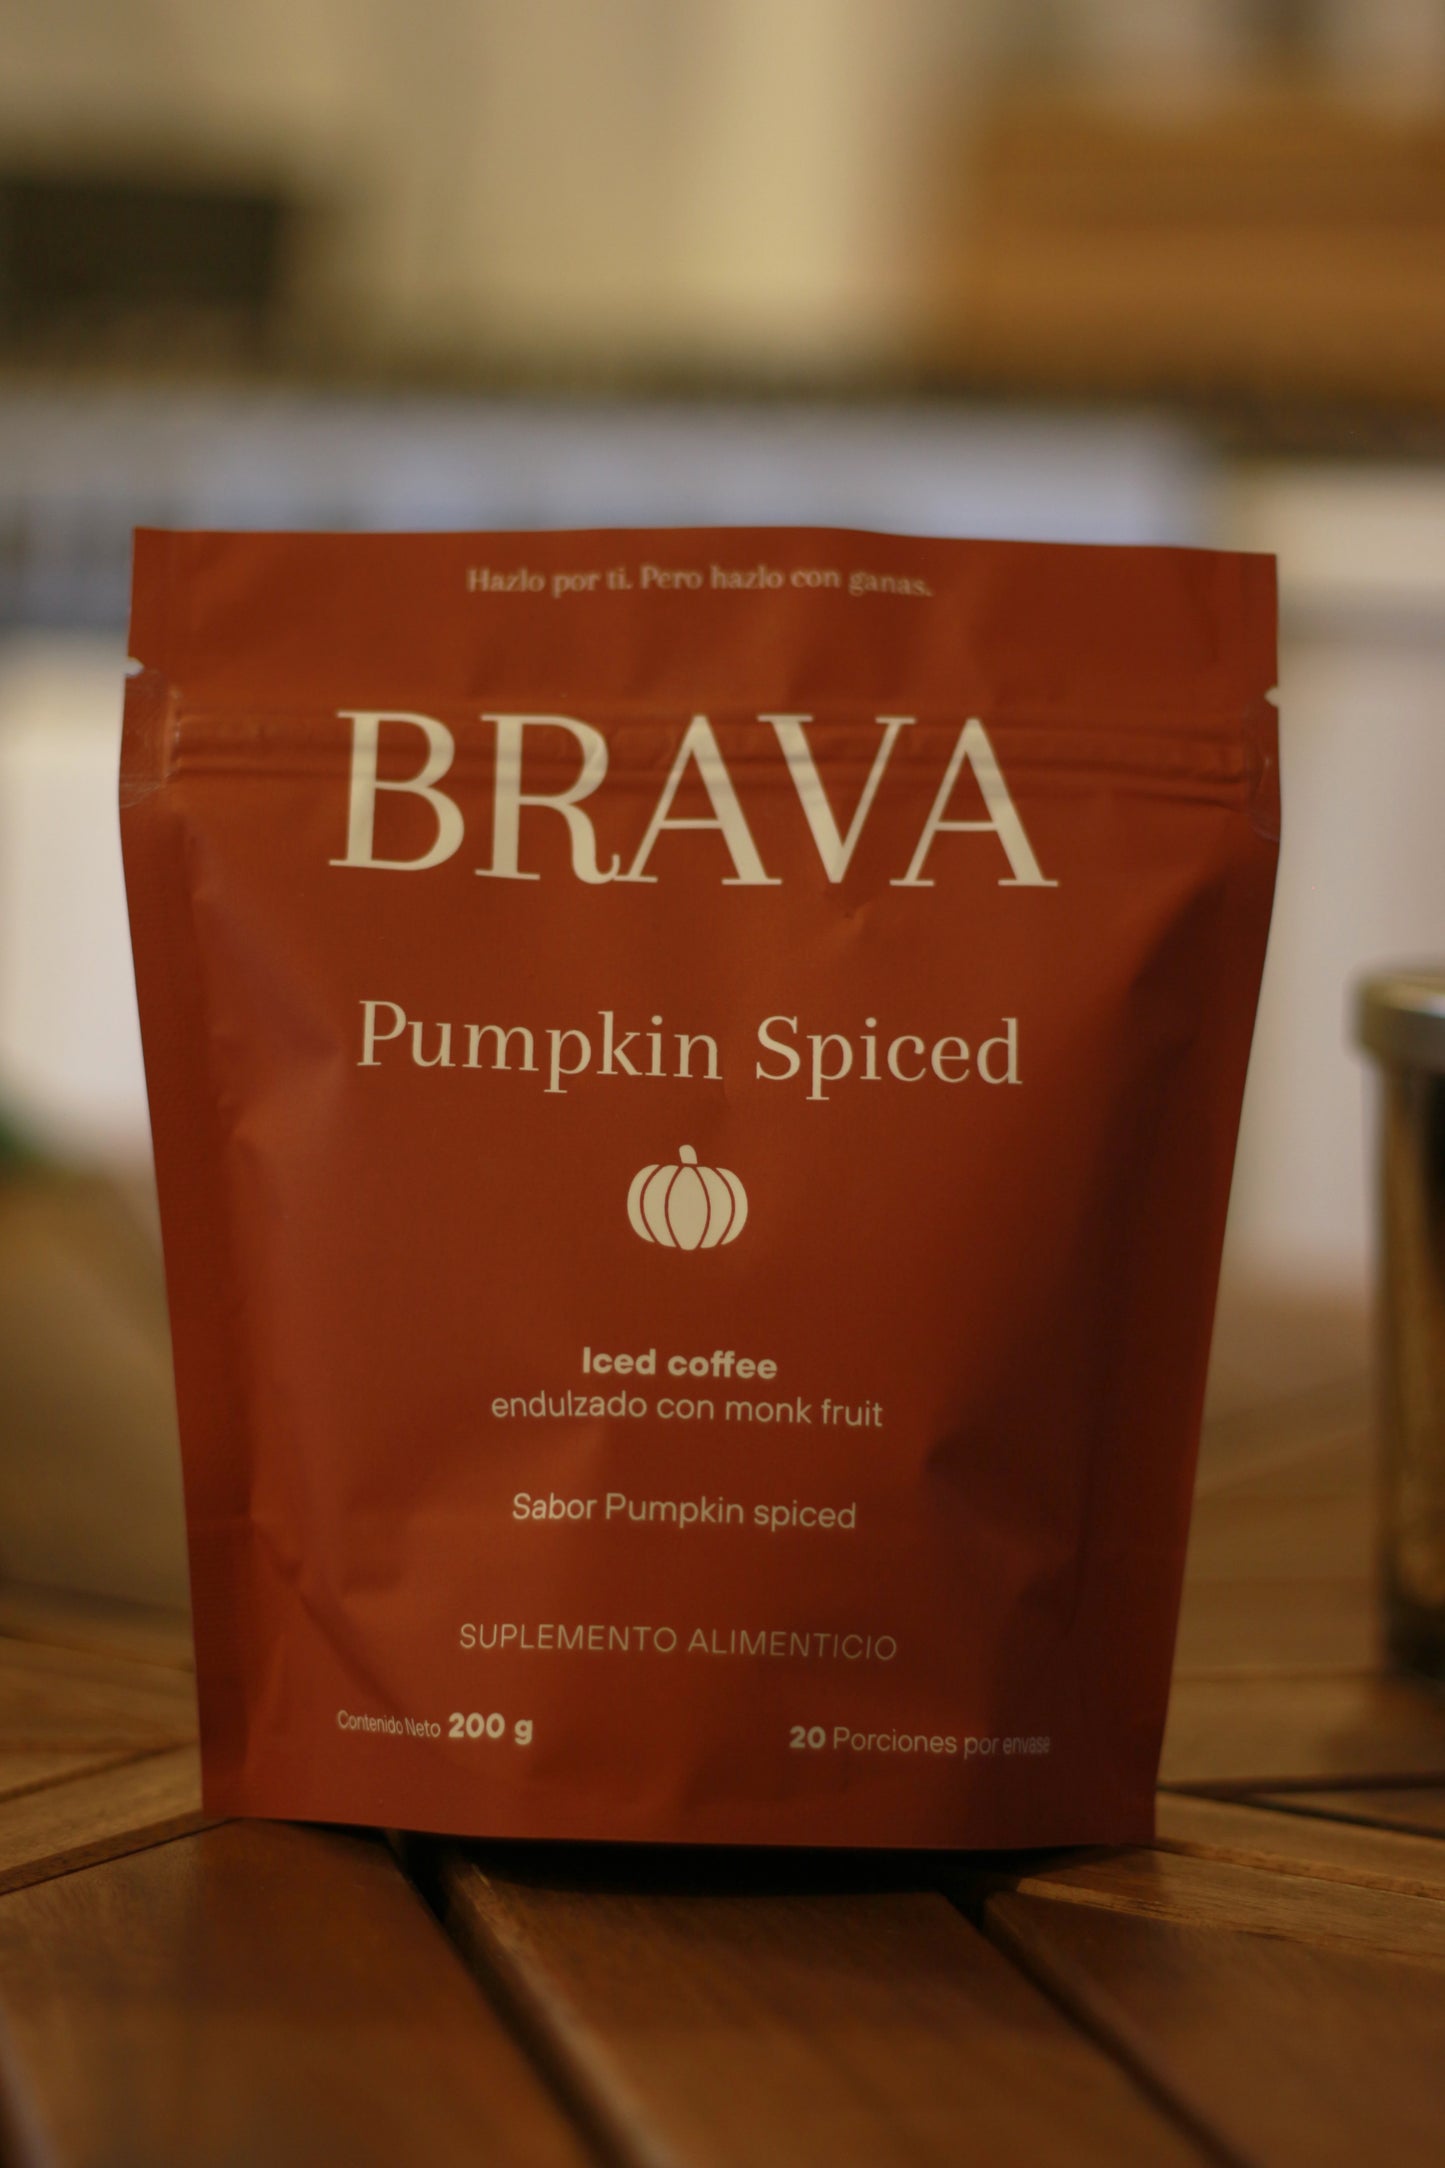 Hazlo por ti. Pero hazlo con ganas.
BRAVA
Pumpkin Spiced
Iced coffee
endulzado con monk fruit
Sabor Pumpkin spiced
SUPLEMENTO ALIMENTICIO
Contenido Neto 200 g
20 Porciones por envase